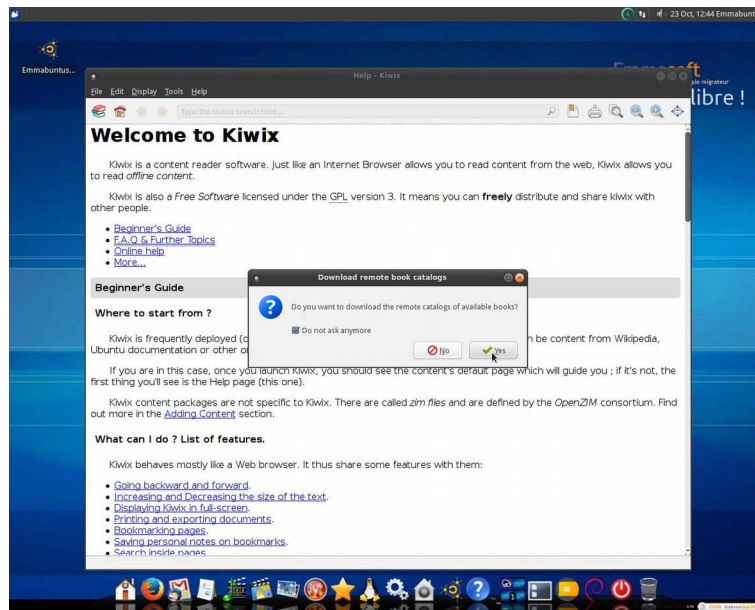 23 Oct, 12:44 Emmabunt
Emmabuntus...
ple migrateur
libre !
Help - Kiwix
File Edit Display Tools Help
Type the text to search here...
Welcome to Kiwix
Kiwix is a content reader software. Just like an Internet Browser allows you to read content from the web, Kiwix allows you
to read offline content.
Kiwix is also a Free Software licensed under the GPL version 3. It means you can freely distribute and share kiwix with
other people.
Beginner's Guide
F.A.Q & Further Topics
Online help
More...
Beginner's Guide
Where to start from ?
Kiwix is frequently deployed (
n be content from Wikipedia,
Ubuntu documentation or other o
If you are in this case, once you launch Kiwix, you should see the content's default page which will guide you ; if it's not, the
first thing you'll see is the Help page (this one).
Kiwix content packages are not specific to Kiwix. There are called zim files and are defined by the OpenZIM consortium. Find
out more in the Adding Content section.
What can I do ? List of features.
Kiwix behaves mostly like a Web browser. It thus share some features with them:
Going backward and forward.
Increasing and Decreasing the size of the text.
Displaying Kiwix in full-screen.
Printing and exporting documents.
Bookmarking pages.
Saving personal notes on bookmarks.
Search inside pages
Download remote book catalogs
Do you want to download the remote catalogs of available books?
Do not ask anymore
No
Yes